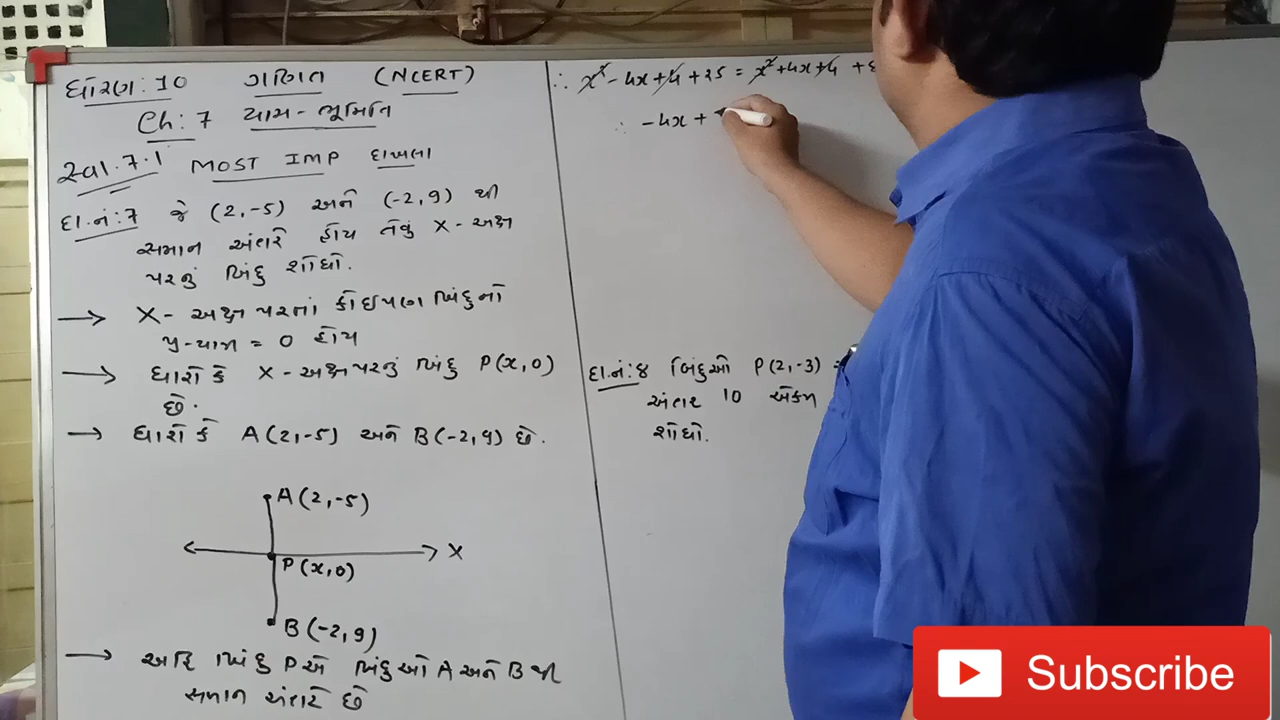 ધોરણ: 10 ગણિત (NCERT)
Ch: 7 યામ - ભૂમિતિ
સ્વા. 7.1 MOST IMP દાખલા
દા.નં: 7 જે (2, -5) અને (-2, 9) થી
સમાન અંતરે હોય તેવું X - અક્ષ
પરનું બિંદુ શોધો.
→ X - અક્ષ પરનાં કોઈપણ બિંદુનો
y-યામ = 0 હોય
→ ધારો કે X - અક્ષ પરનું બિંદુ P(x, 0)
છે.
→ ધારો કે A(2, -5) અને B(-2, 9) છે.
A(2, -5)
X
P(x, 0)
B(-2, 9)
→ અહિ બિંદુ P એ બિંદુઓ A અને B થી
સમાન અંતરે છે
∴ x² - 4x + 4 + 25 = x² + 4x + 4 +
∴ - 4x +
દા.નં: 8 બિંદુઓ P(2, -3)
અંતર 10 એકમ
શોધો.
Subscribe